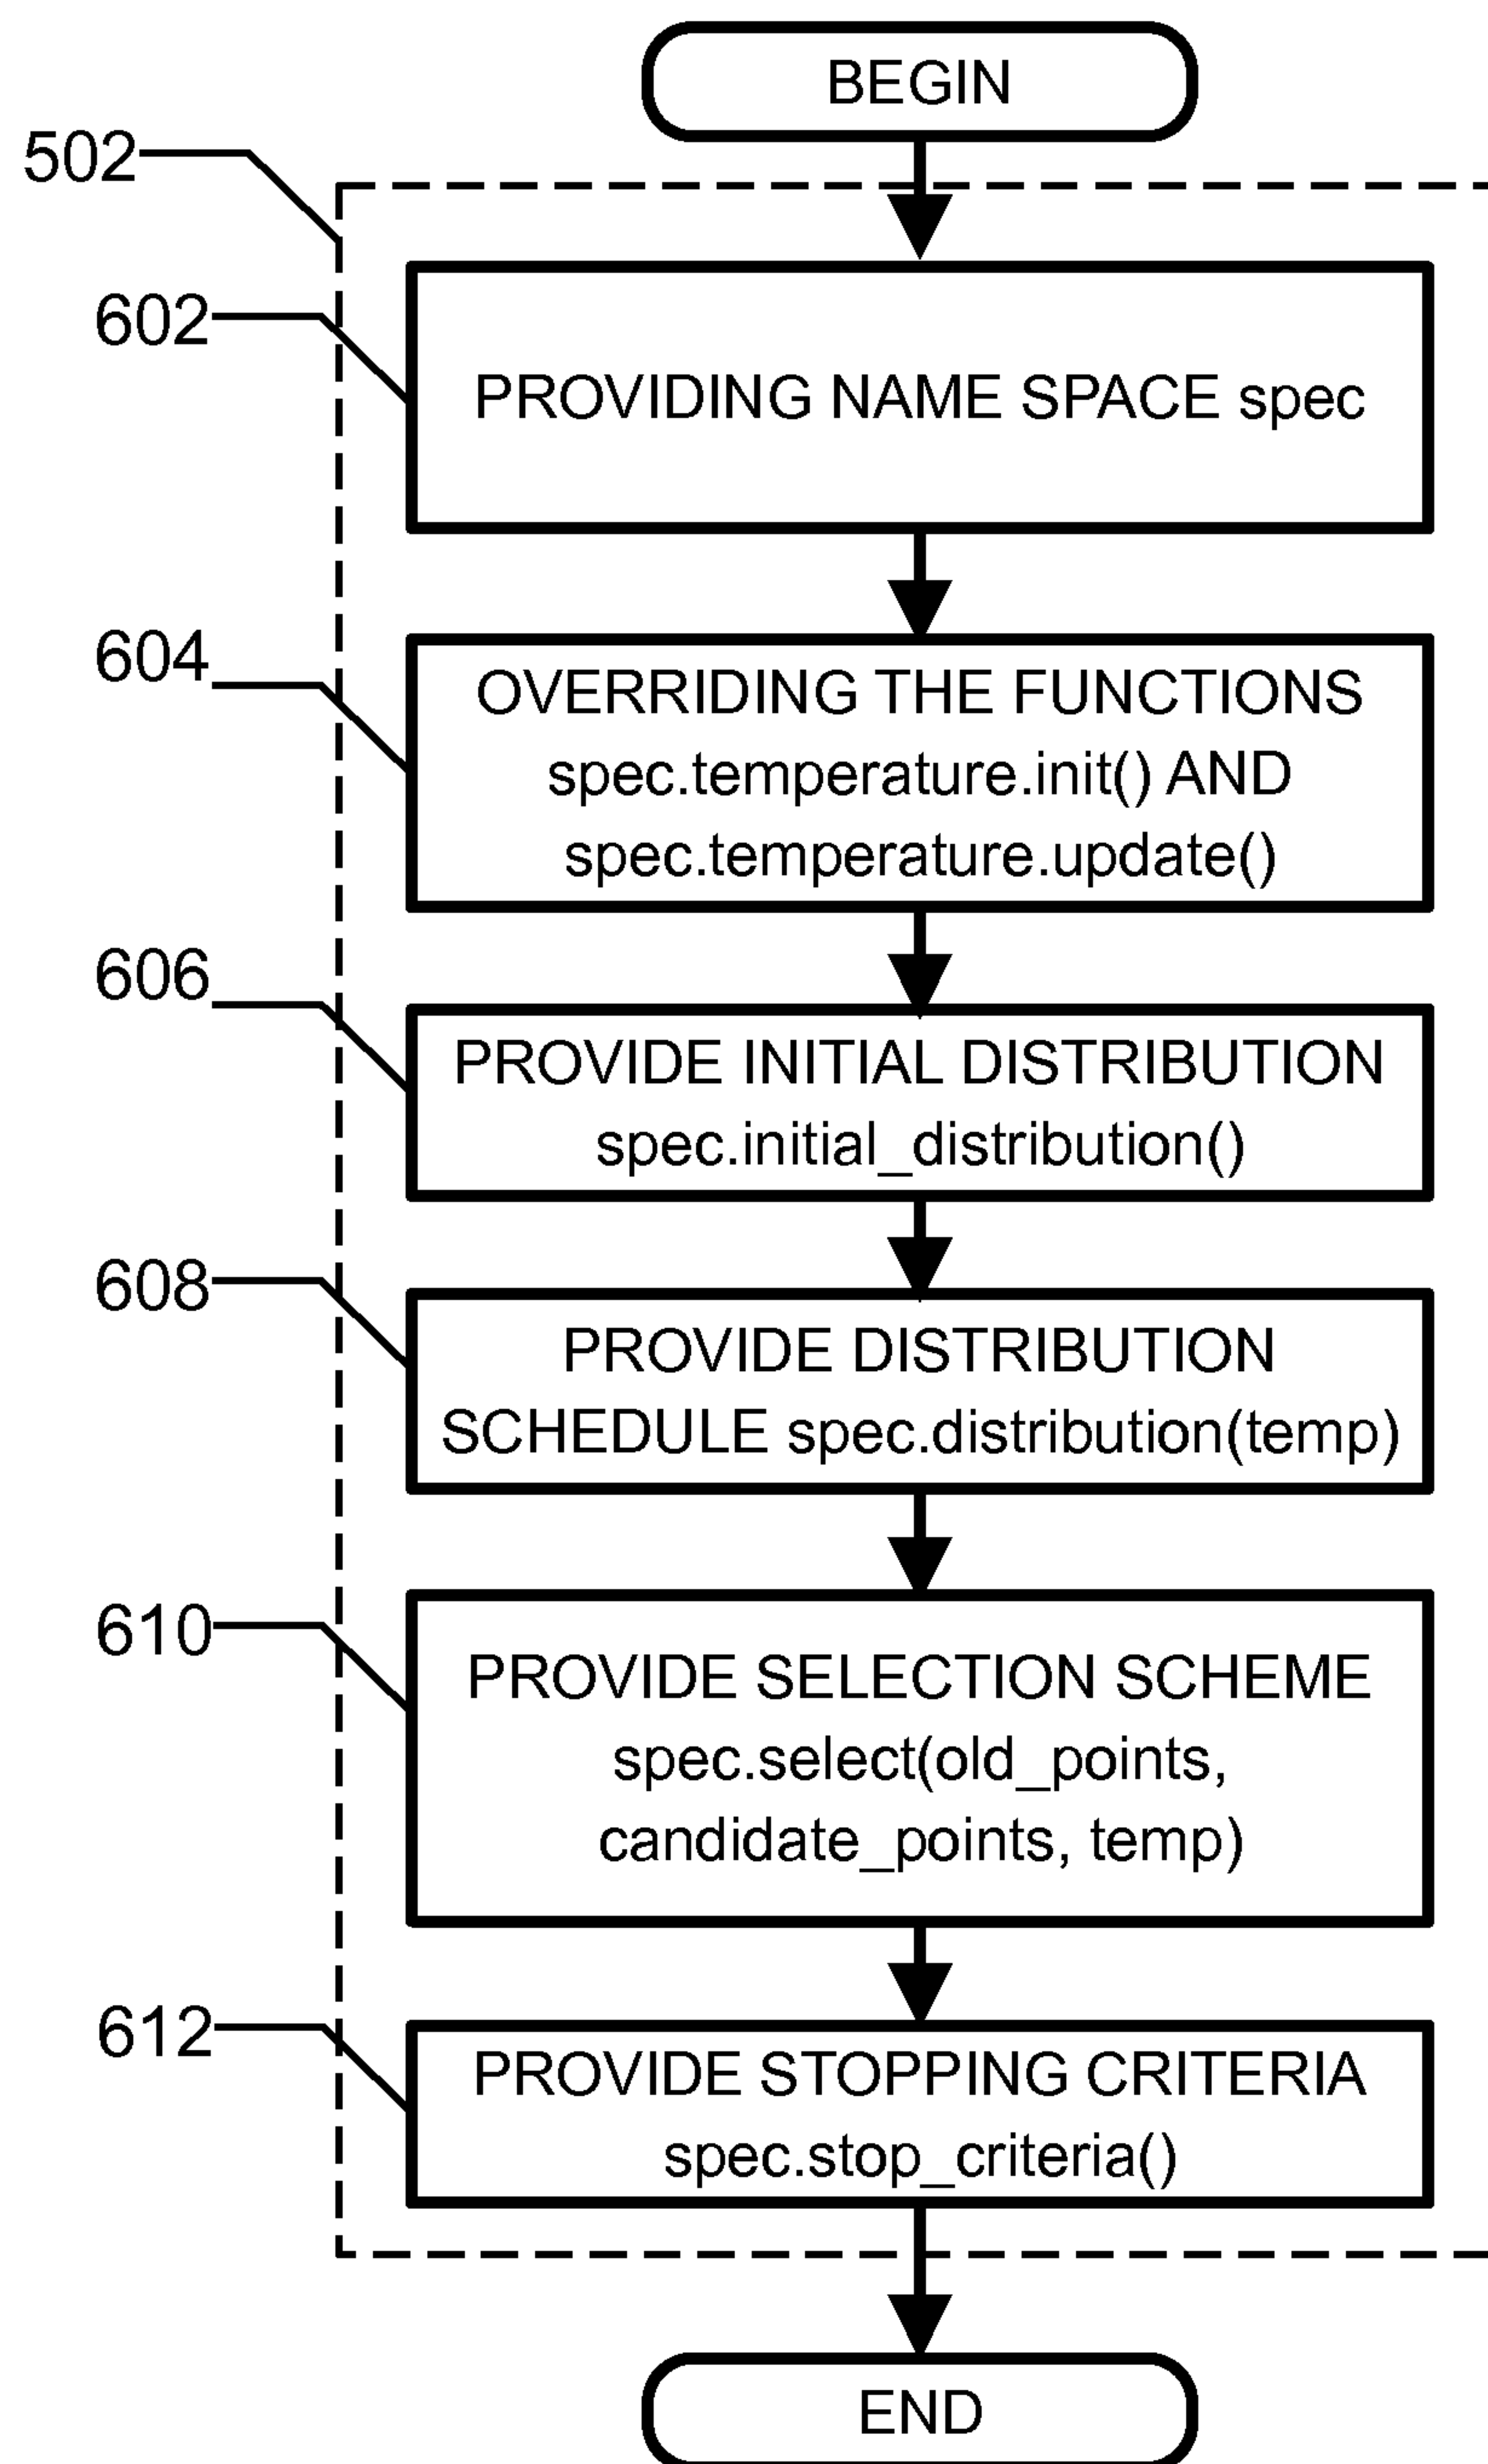 BEGIN
502
602
PROVIDING NAME SPACE spec
604
OVERRIDING THE FUNCTIONS
spec.temperature.init() AND
spec.temperature.update()
606
PROVIDE INITIAL DISTRIBUTION
spec.initial_distribution()
608
PROVIDE DISTRIBUTION
SCHEDULE spec.distribution(temp)
610
PROVIDE SELECTION SCHEME
spec.select(old_points,
candidate_points, temp)
612
PROVIDE STOPPING CRITERIA
spec.stop_criteria()
END